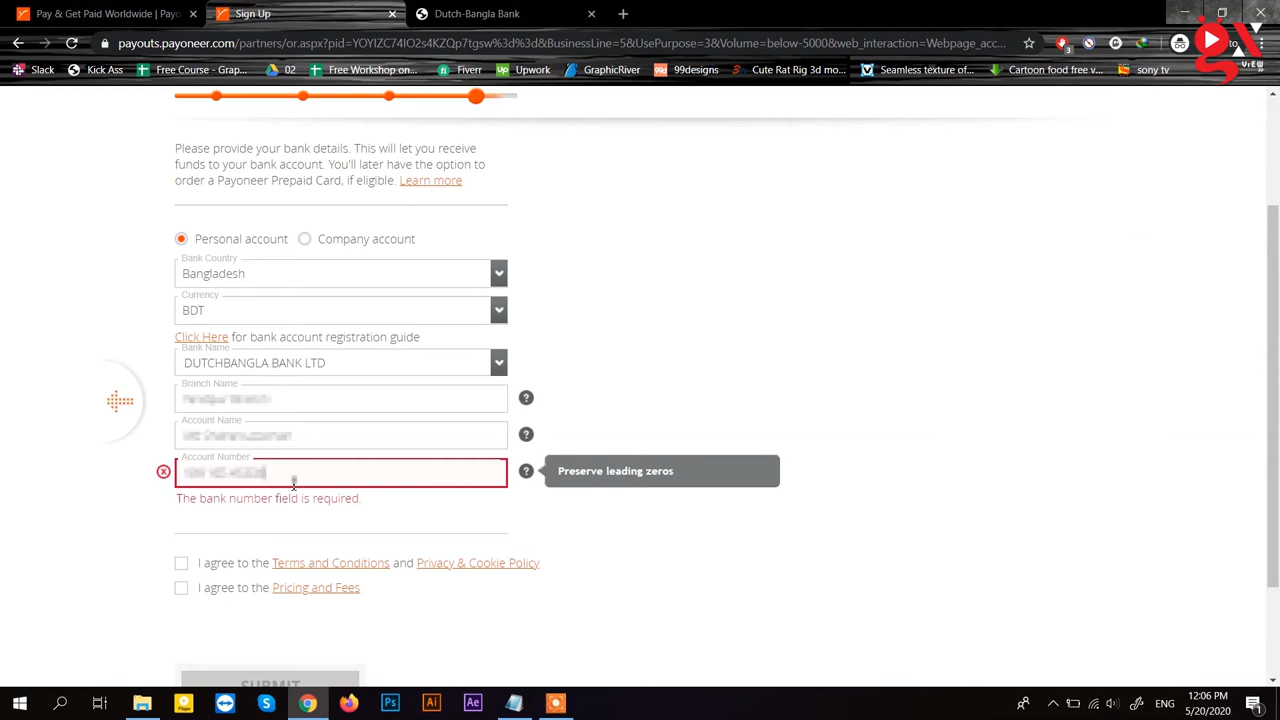 Pay & Get Paid Worldwide | Payo
Sign Up
Dutch-Bangla Bank
payouts.payoneer.com/partners/or.aspx?pid=YOYIZC74IO3s4KZQp7tgsw%3d%3d&BusinessLine=5&UsePurpose=3&Volume=below-5000&web_interaction=Webpage_acc...
3
Slack
Kick Ass
Free Course - Grap...
02
Free Workshop on...
Fiverr
Upwork
GraphicRiver
99designs
Cute Rat Rig 3d mo...
Seamless texture of...
Cartoon food free v...
sony tv
VIEW
Please provide your bank details. This will let you receive
funds to your bank account. You'll later have the option to
order a Payoneer Prepaid Card, if eligible. Learn more
Personal account
Company account
Bank Country
Bangladesh
Currency
BDT
Click Here for bank account registration guide
Bank Name
DUTCHBANGLA BANK LTD
Branch Name
?
Account Name
?
Account Number
?
Preserve leading zeros
The bank number field is required.
I agree to the Terms and Conditions and Privacy & Cookie Policy
I agree to the Pricing and Fees
SUBMIT
12:06 PM
ENG
5/20/2020